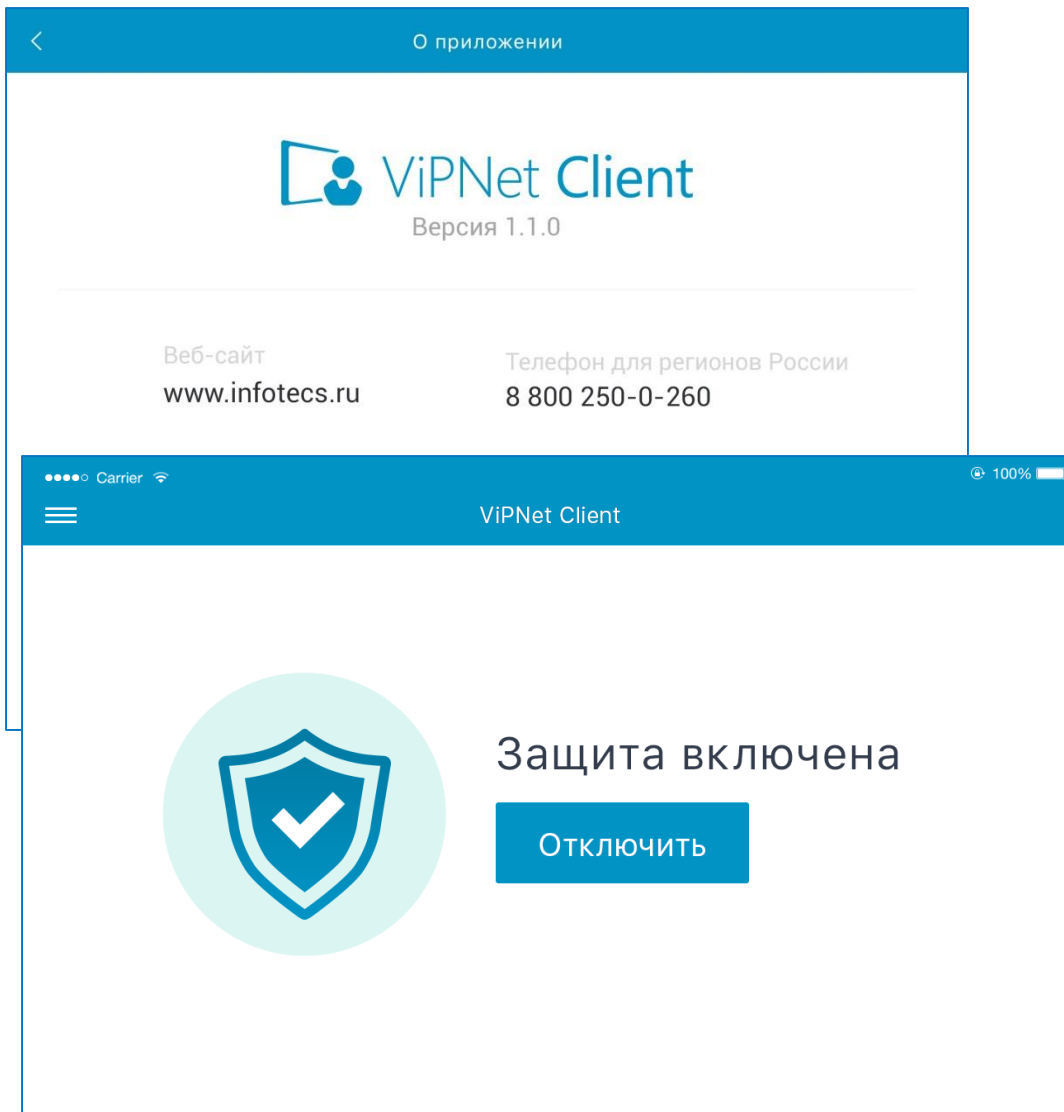 О приложении
ViPNet Client
Версия 1.1.0
Веб-сайт
www.infotecs.ru
Телефон для регионов России
8 800 250-0-260
Carrier
100%
ViPNet Client
Защита включена
Отключить